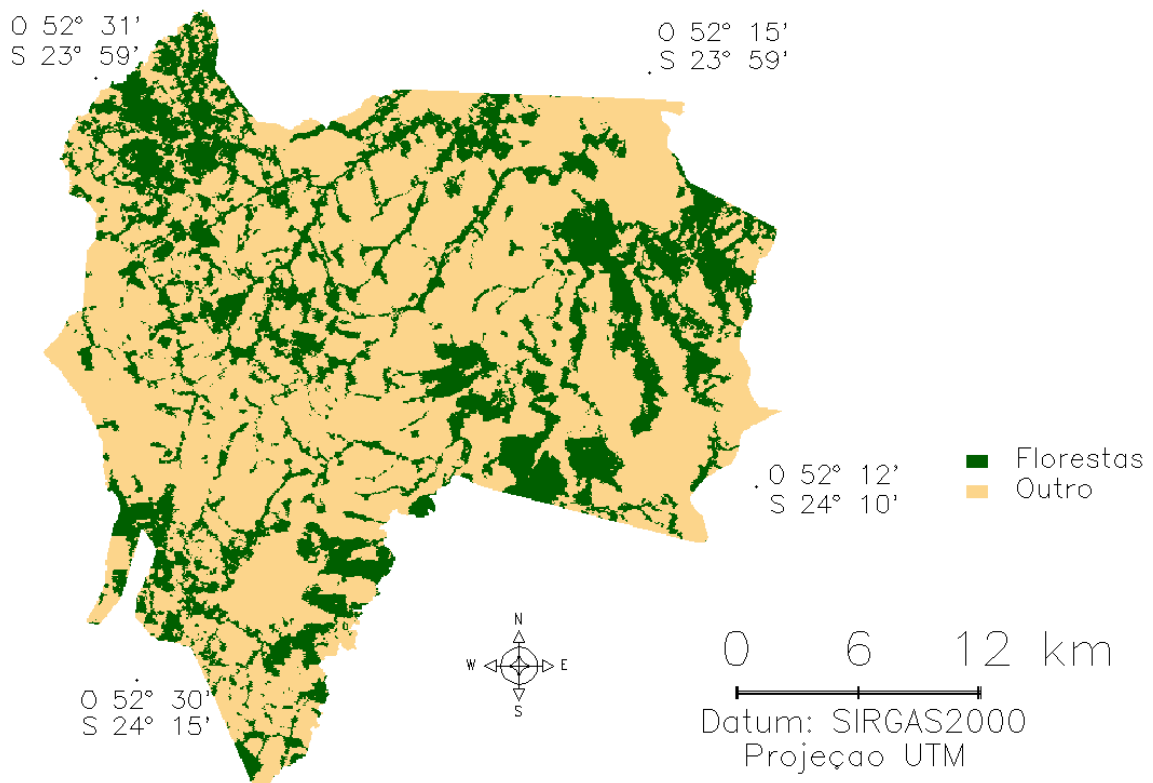 O 52° 31'
S 23° 59'
O 52° 15'
S 23° 59'
Florestas
Outro
O 52° 12'
S 24° 10'
N
W E
S
0 6 12 km
O 52° 30'
S 24° 15'
Datum: SIRGAS2000
Projeçao UTM